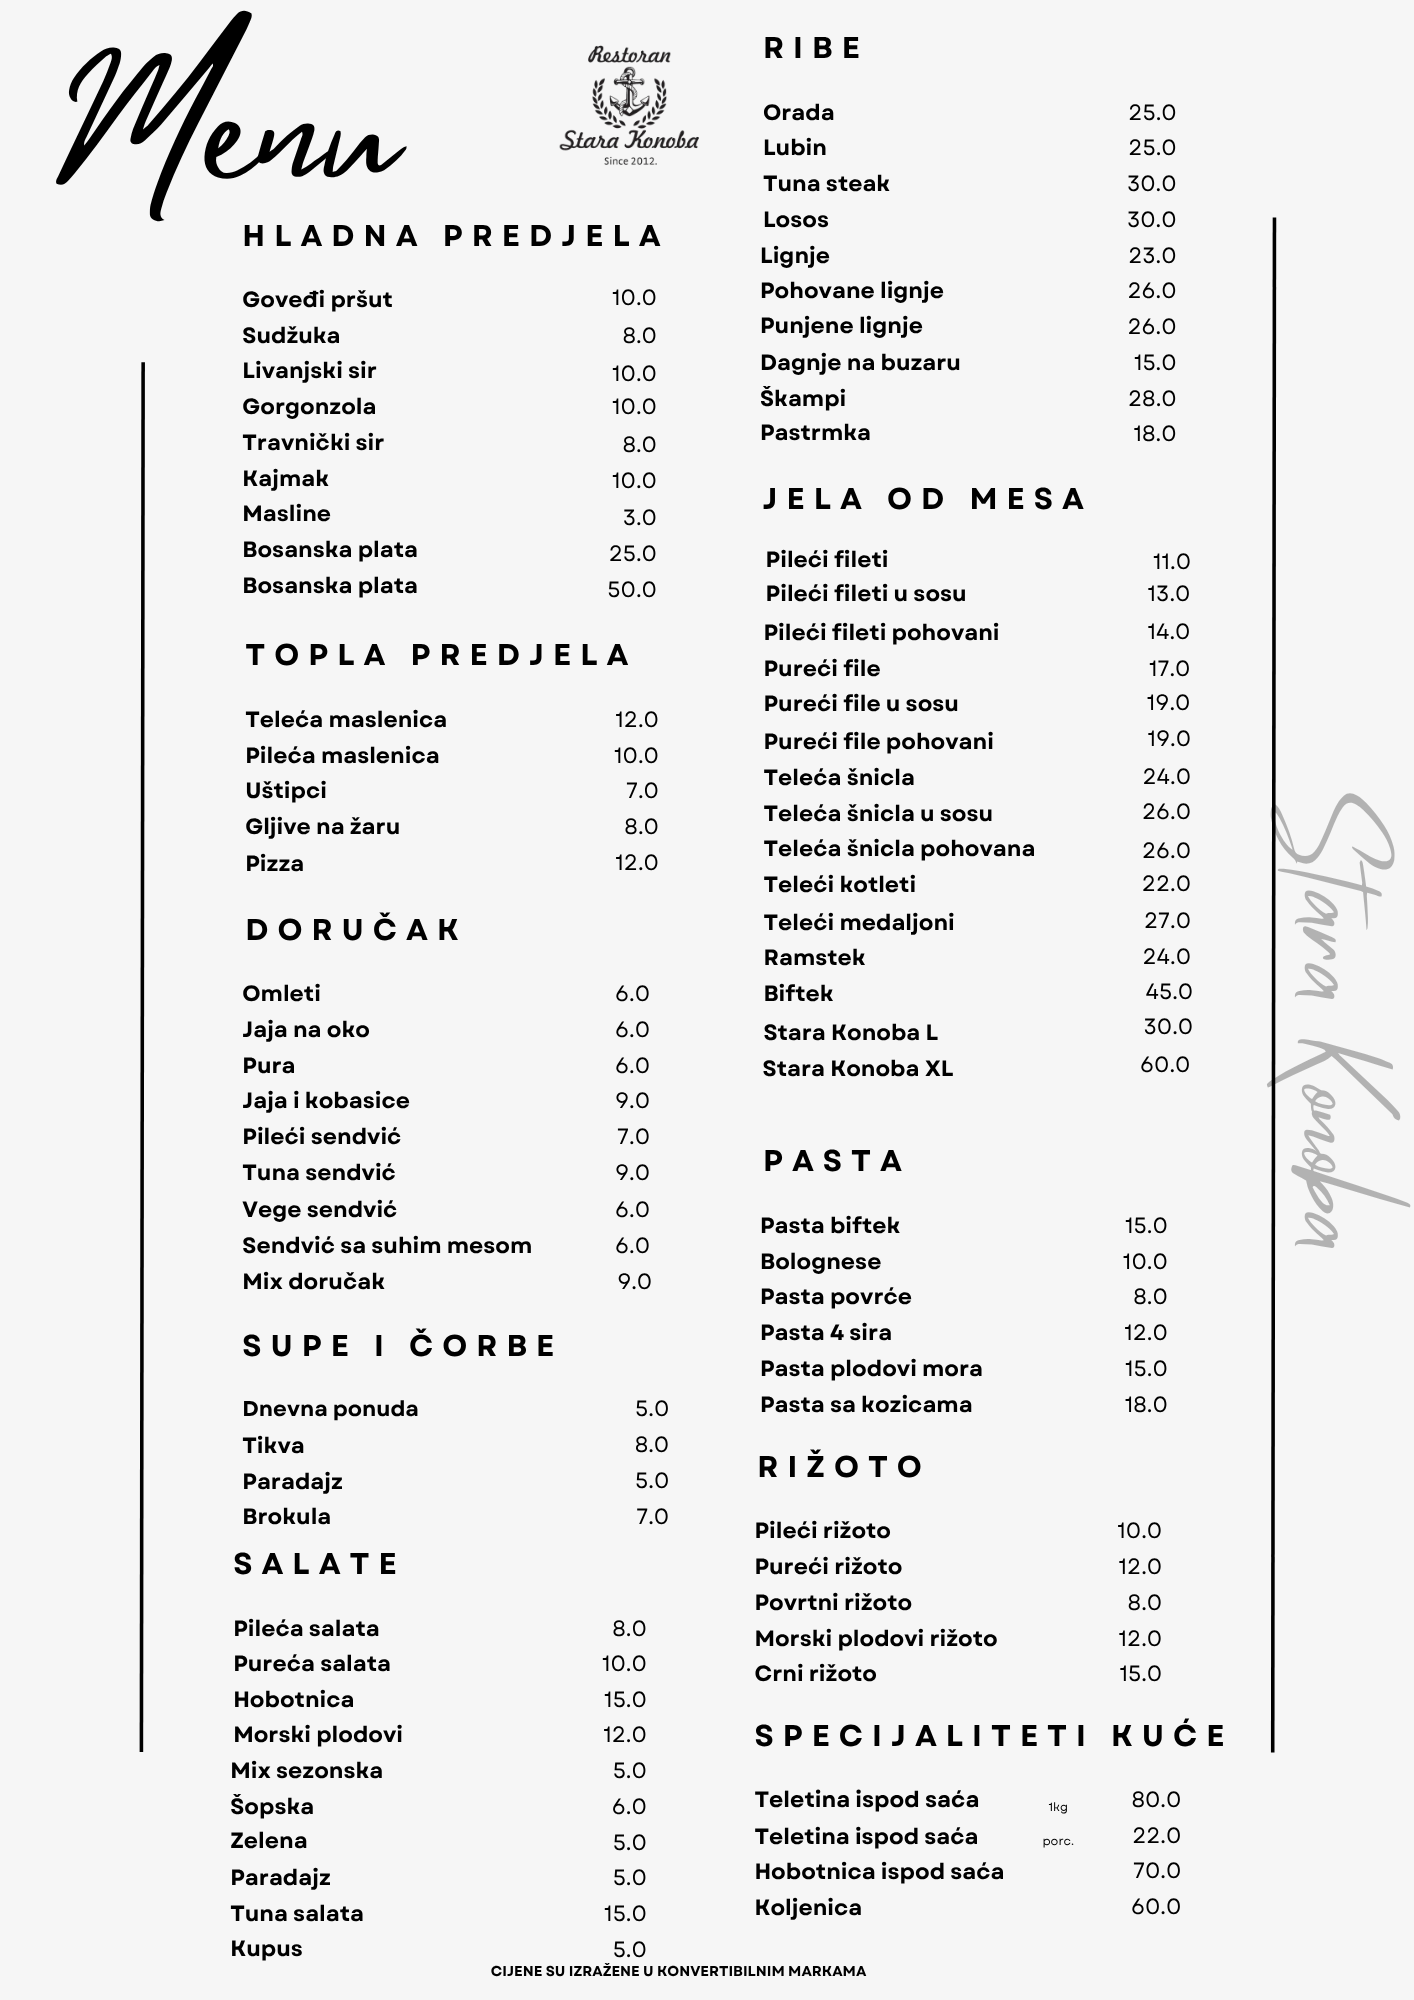 Menu
Restoran
Stara Konoba
Since 2012.
HLADNA PREDJELA
Goveđi pršut 10.0
Sudžuka 8.0
Livanjski sir 10.0
Gorgonzola 10.0
Travnički sir 8.0
Kajmak 10.0
Masline 3.0
Bosanska plata 25.0
Bosanska plata 50.0
TOPLA PREDJELA
Teleća maslenica 12.0
Pileća maslenica 10.0
Uštipci 7.0
Gljive na žaru 8.0
Pizza 12.0
DORUČAK
Omleti 6.0
Jaja na oko 6.0
Pura 6.0
Jaja i kobasice 9.0
Pileći sendvić 7.0
Tuna sendvić 9.0
Vege sendvić 6.0
Sendvić sa suhim mesom 6.0
Mix doručak 9.0
SUPE I ČORBE
Dnevna ponuda 5.0
Tikva 8.0
Paradajz 5.0
Brokula 7.0
SALATE
Pileća salata 8.0
Pureća salata 10.0
Hobotnica 15.0
Morski plodovi 12.0
Mix sezonska 5.0
Šopska 6.0
Zelena 5.0
Paradajz 5.0
Tuna salata 15.0
Kupus 5.0
RIBE
Orada 25.0
Lubin 25.0
Tuna steak 30.0
Losos 30.0
Lignje 23.0
Pohovane lignje 26.0
Punjene lignje 26.0
Dagnje na buzaru 15.0
Škampi 28.0
Pastrmka 18.0
JELA OD MESA
Pileći fileti 11.0
Pileći fileti u sosu 13.0
Pileći fileti pohovani 14.0
Pureći file 17.0
Pureći file u sosu 19.0
Pureći file pohovani 19.0
Teleća šnicla 24.0
Teleća šnicla u sosu 26.0
Teleća šnicla pohovana 26.0
Teleći kotleti 22.0
Teleći medaljoni 27.0
Ramstek 24.0
Biftek 45.0
Stara Konoba L 30.0
Stara Konoba XL 60.0
PASTA
Pasta biftek 15.0
Bolognese 10.0
Pasta povrće 8.0
Pasta 4 sira 12.0
Pasta plodovi mora 15.0
Pasta sa kozicama 18.0
RIŽOTO
Pileći rižoto 10.0
Pureći rižoto 12.0
Povrtni rižoto 8.0
Morski plodovi rižoto 12.0
Crni rižoto 15.0
SPECIJALITETI KUĆE
Teletina ispod saća 1kg 80.0
Teletina ispod saća porc. 22.0
Hobotnica ispod saća 70.0
Koljenica 60.0
Stara Konoba
CIJENE SU IZRAŽENE U KONVERTIBILNIM MARKAMA